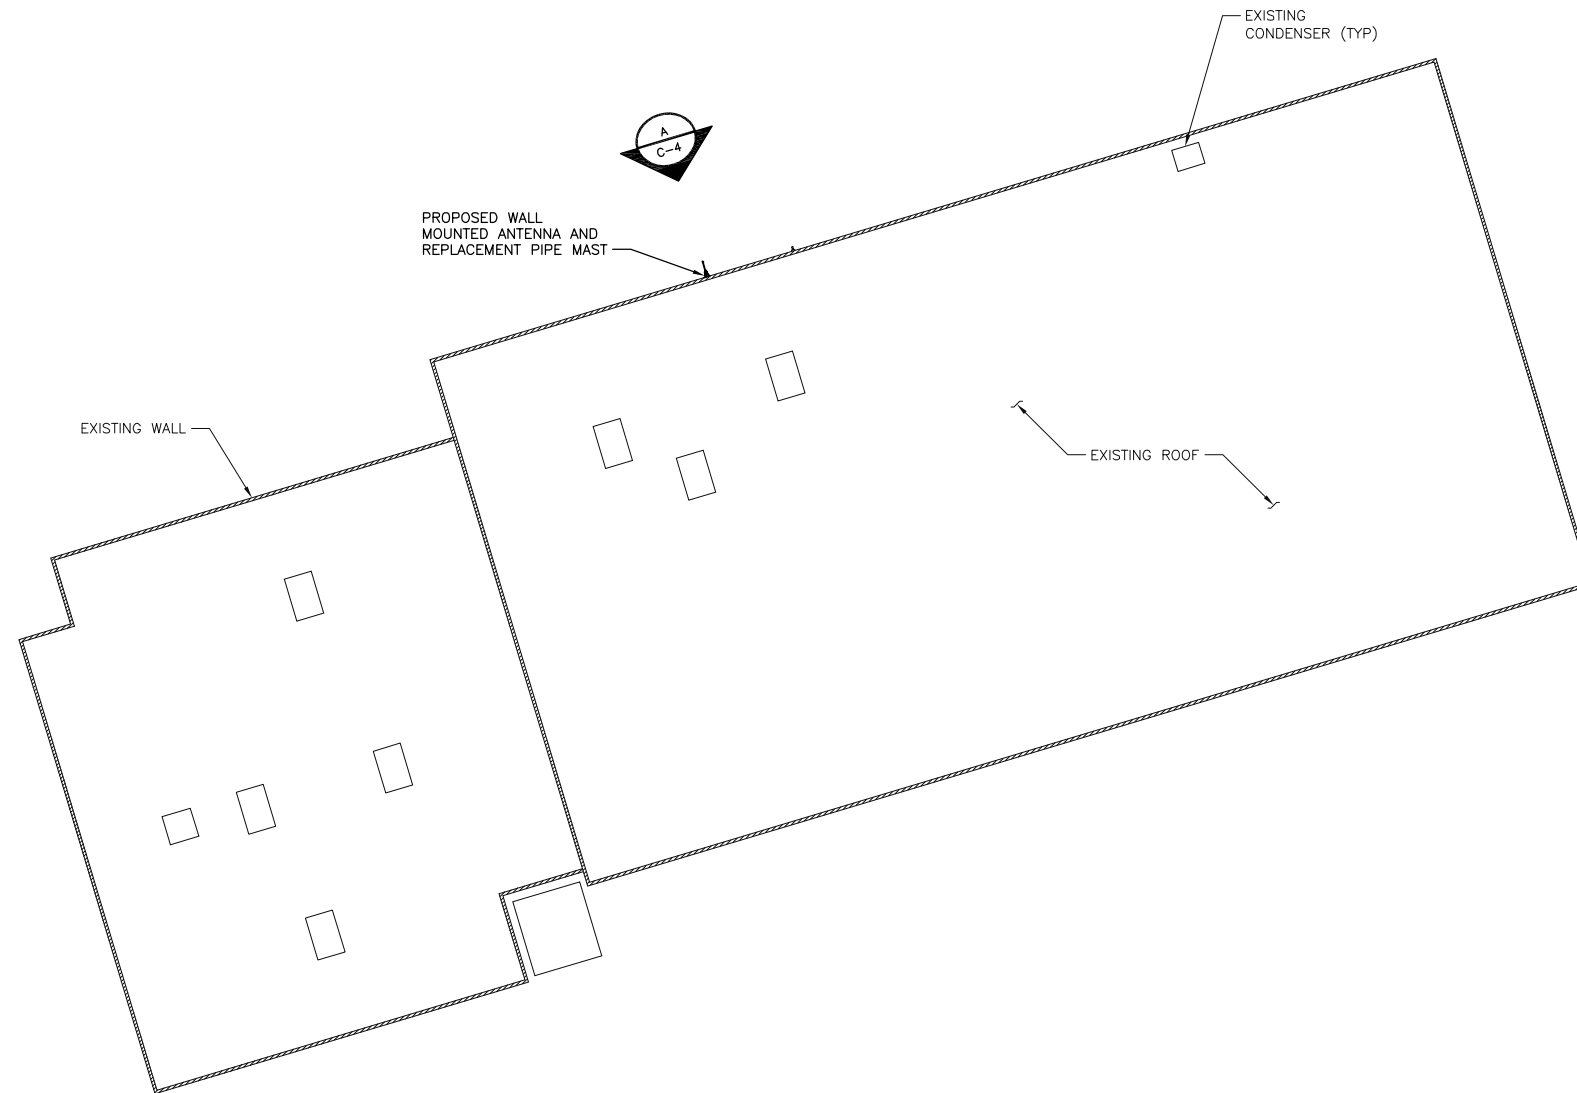 EXISTING
CONDENSER (TYP)
A
C-4
PROPOSED WALL
MOUNTED ANTENNA AND
REPLACEMENT PIPE MAST
EXISTING WALL
EXISTING ROOF